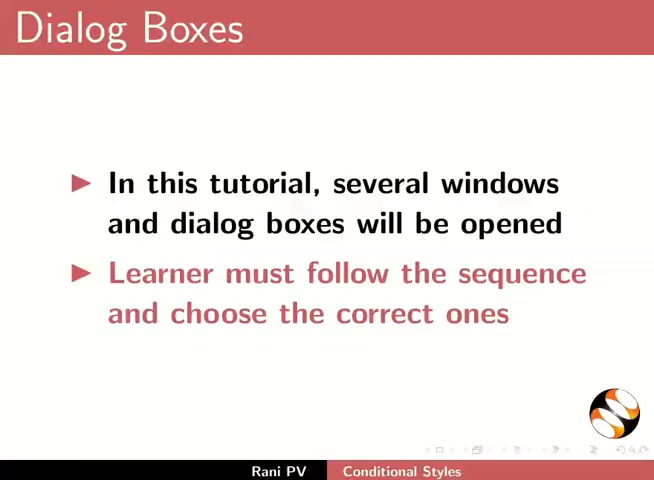 Dialog Boxes
In this tutorial, several windows
and dialog boxes will be opened
Learner must follow the sequence
and choose the correct ones
Rani PV
Conditional Styles